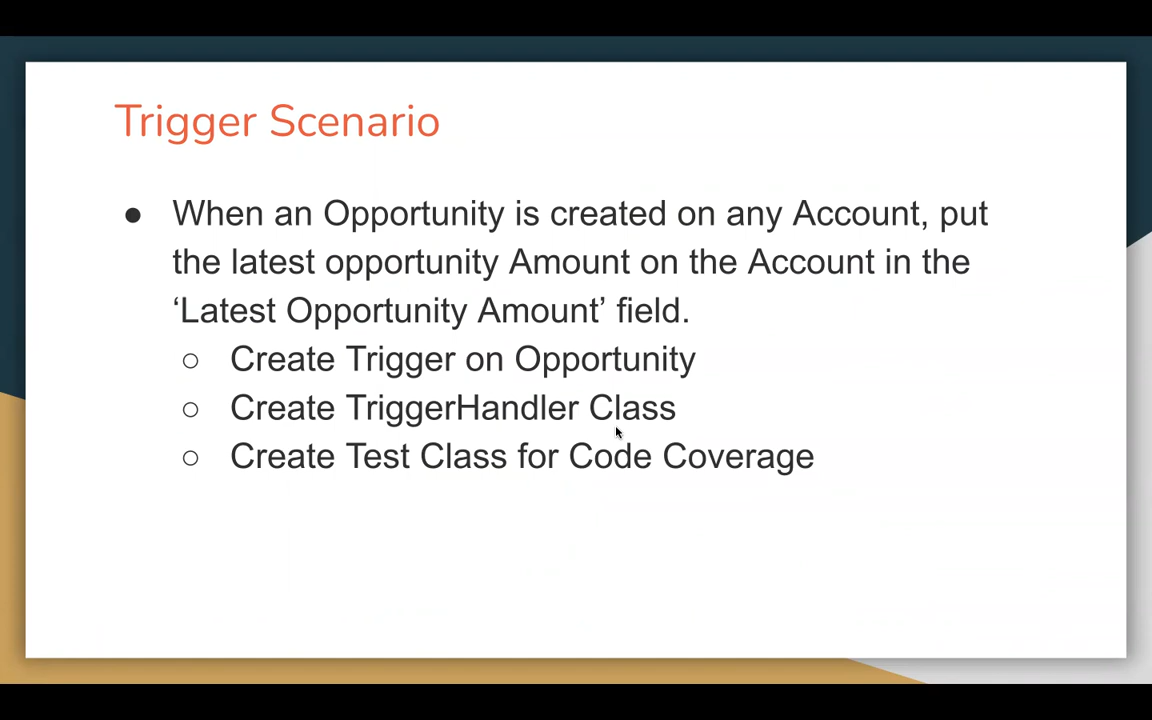 Trigger Scenario
● When an Opportunity is created on any Account, put
the latest opportunity Amount on the Account in the
‘Latest Opportunity Amount’ field.
○ Create Trigger on Opportunity
○ Create TriggerHandler Class
○ Create Test Class for Code Coverage